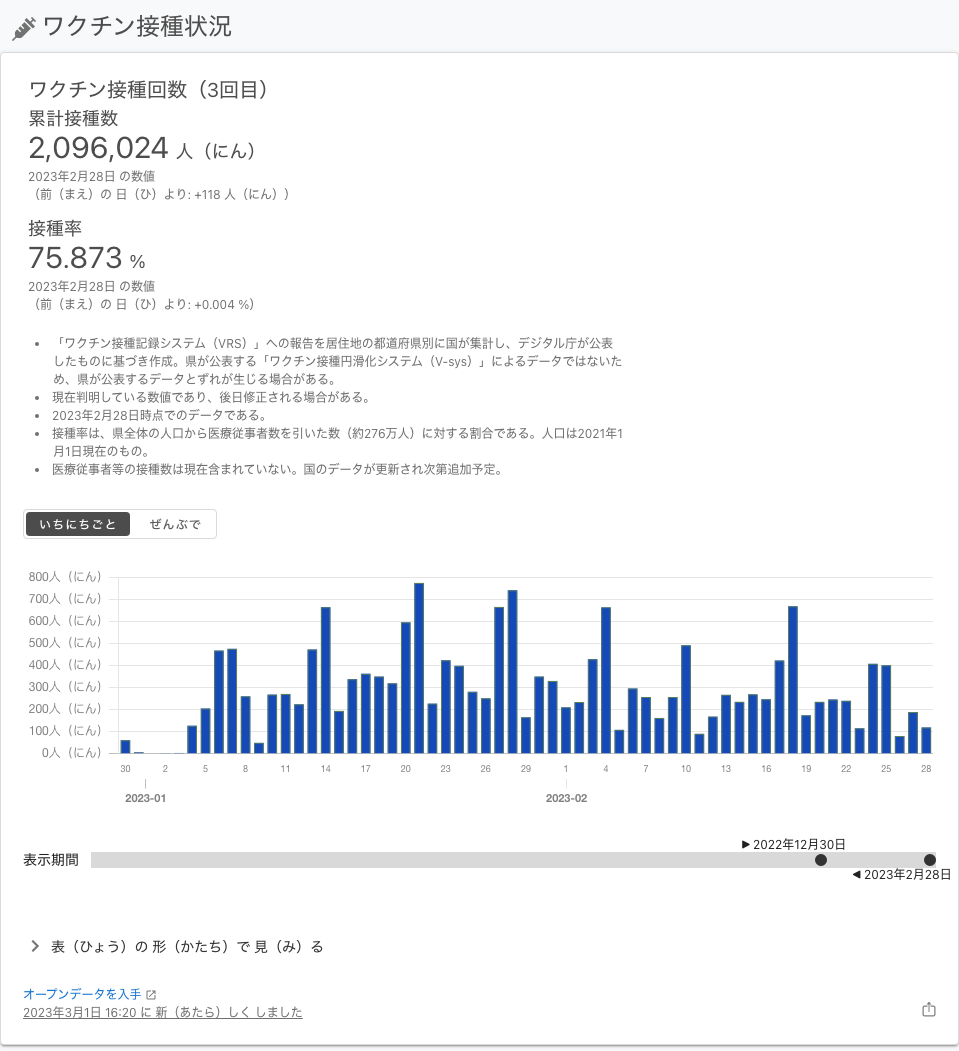 ワクチン接種状況
ワクチン接種回数（3回目）
累計接種数
2,096,024 人（にん）
2023年2月28日 の数値
（前（まえ）の 日（ひ）より: +118 人（にん））
接種率
75.873 %
2023年2月28日 の数値
（前（まえ）の 日（ひ）より: +0.004 %）
• 「ワクチン接種記録システム（VRS）」への報告を居住地の都道府県別に国が集計し、デジタル庁が公表
したものに基づき作成。県が公表する「ワクチン接種円滑化システム（V-sys）」によるデータではないた
め、県が公表するデータとずれが生じる場合がある。
• 現在判明している数値であり、後日修正される場合がある。
• 2023年2月28日時点でのデータである。
• 接種率は、県全体の人口から医療従事者数を引いた数（約276万人）に対する割合である。人口は2021年1
月1日現在のもの。
• 医療従事者等の接種数は現在含まれていない。国のデータが更新され次第追加予定。
いちにちごと ぜんぶで
800人（にん）
700人（にん）
600人（にん）
500人（にん）
400人（にん）
300人（にん）
200人（にん）
100人（にん）
0人（にん）
30 2 5 8 11 14 17 20 23 26 29 1 4 7 10 13 16 19 22 25 28
2023-01 2023-02
▶ 2022年12月30日
表示期間
◀ 2023年2月28日
表（ひょう）の 形（かたち）で 見（み）る
オープンデータを入手
2023年3月1日 16:20 に 新（あたら）しく しました